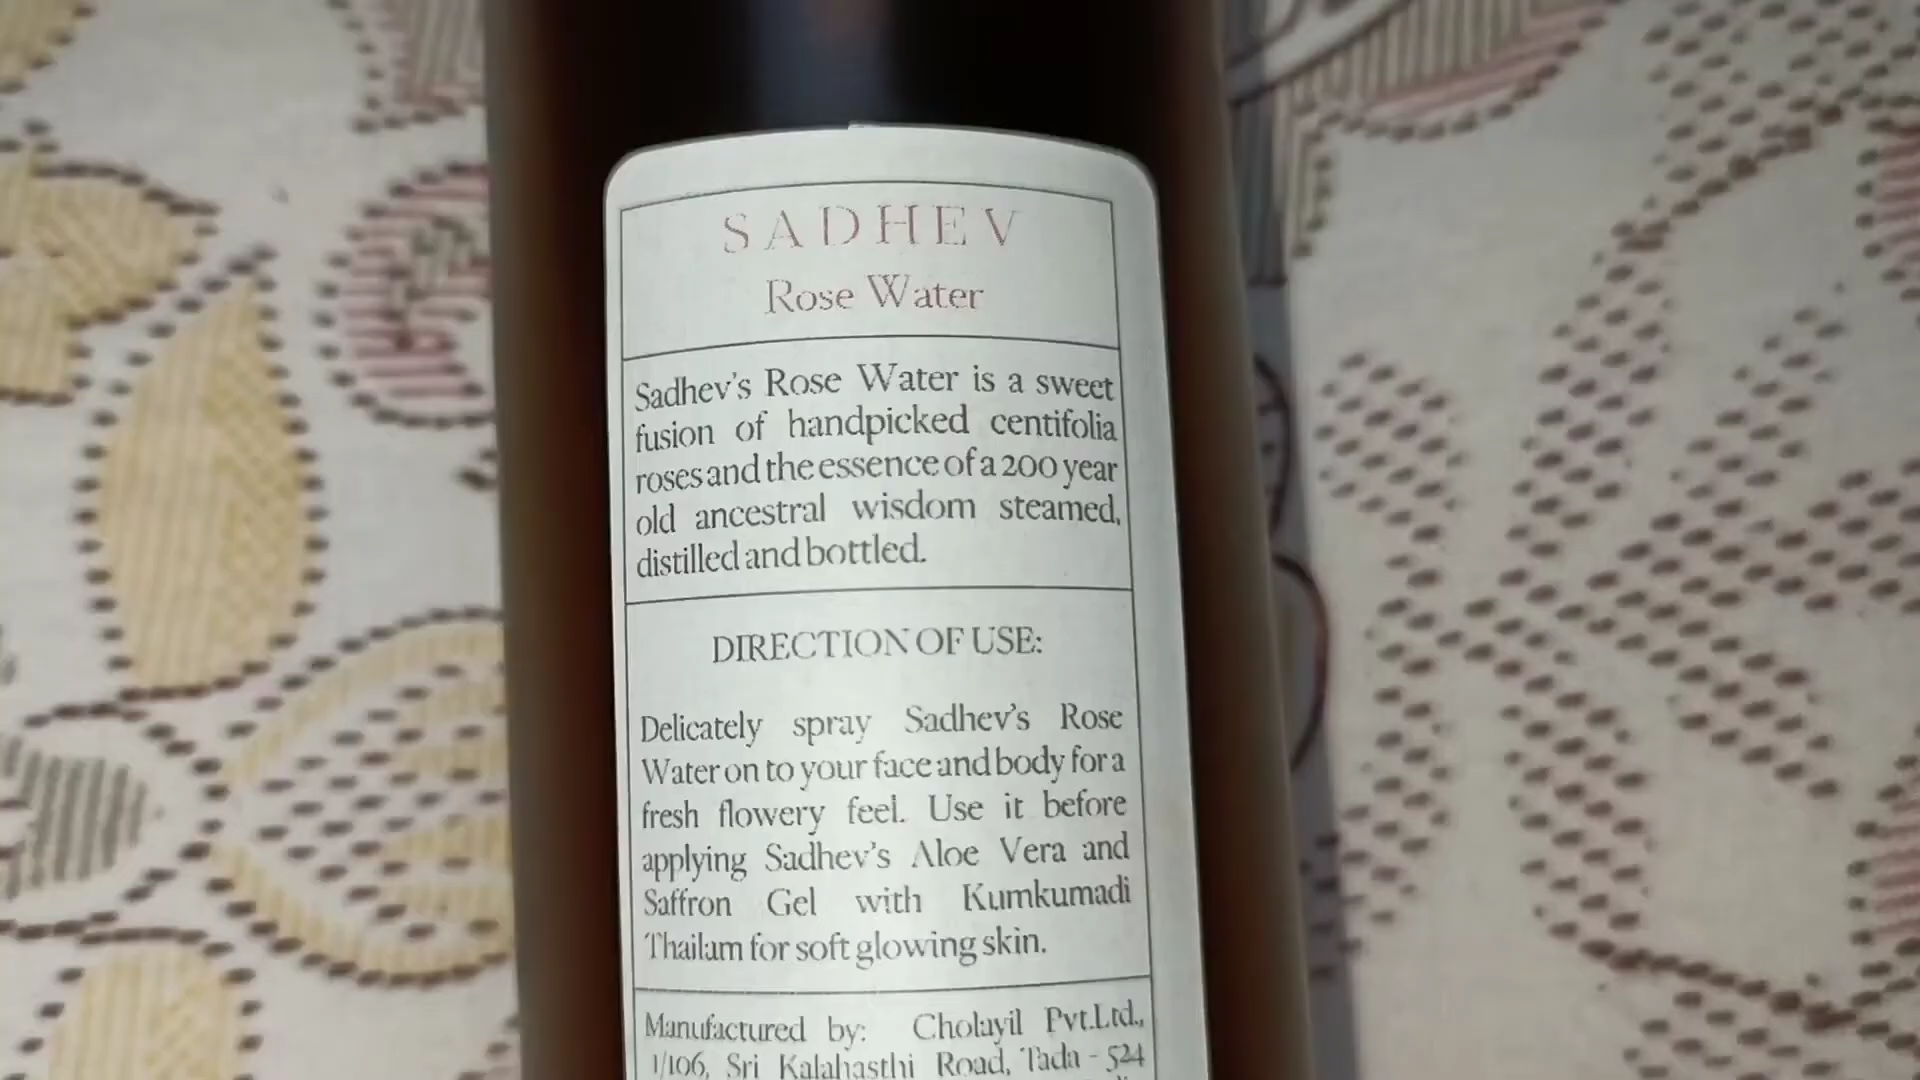 SADHEV
Rose Water
Sadhev's Rose Water is a sweet
fusion of handpicked centifolia
roses and the essence of a 200 year
old ancestral wisdom steamed,
distilled and bottled.
DIRECTION OF USE:
Delicately spray Sadhev's Rose
Water on to your face and body for a
fresh flowery feel. Use it before
applying Sadhev's Aloe Vera and
Saffron Gel with Kumkumadi
Thailam for soft glowing skin.
Manufactured by: Cholayil Pvt.Ltd.,
1/106, Sri Kalahasthi Road, Tada - 524